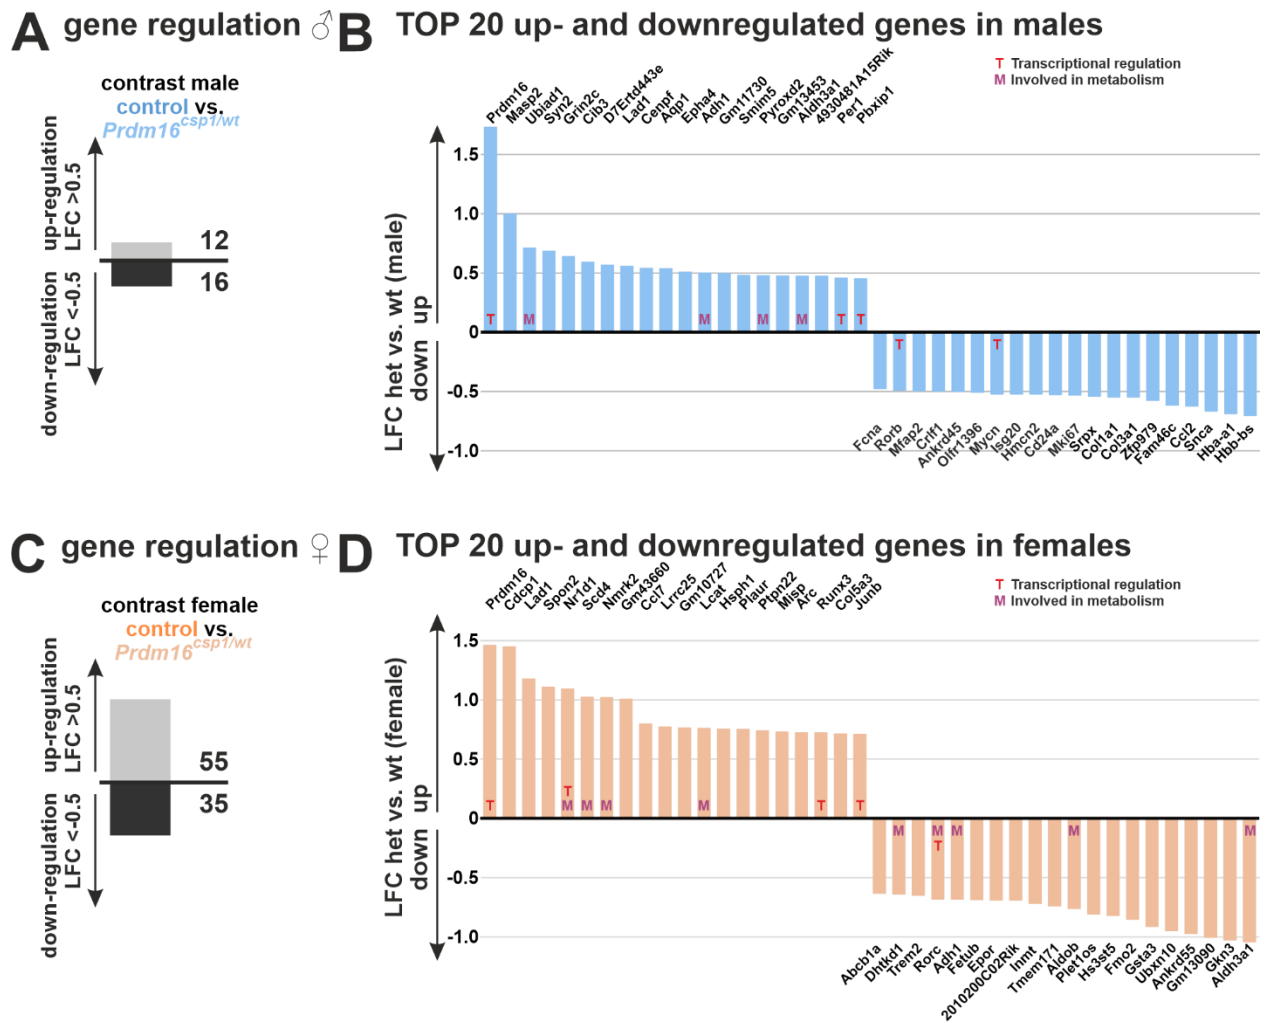 A gene regulation ♂
contrast male
control vs.
Prdm16csp1/wt
up-regulation
LFC >0.5
down-regulation
LFC <-0.5
12
16
B TOP 20 up- and downregulated genes in males
T Transcriptional regulation
M Involved in metabolism
Prdm16
Masp2
Ubiad1
Syn2
Grin2c
Cib3
D7Ertd443e
Lad1
Cenpf
Aqp1
Epha4
Adh1
Gm11730
Smim5
Pyroxd2
Gm13453
Aldh3a1
4930481A15Rik
Per1
Pbxip1
LFC het vs. wt (male)
down up
1.5
1.0
0.5
0
-0.5
-1.0
T M M M M T T
T T
Fcna
Rorb
Mfap2
Crlf1
Ankrd45
Olfr1396
Mycn
Isg20
Hmcn2
Cd24a
Mki67
Srpx
Col1a1
Col3a1
Zfp979
Fam46c
Ccl2
Snca
Hba-a1
Hbb-bs
C gene regulation ♀
contrast female
control vs.
Prdm16csp1/wt
up-regulation
LFC >0.5
down-regulation
LFC <-0.5
55
35
D TOP 20 up- and downregulated genes in females
T Transcriptional regulation
M Involved in metabolism
Prdm16
Cdcp1
Lad1
Spon2
Nr1d1
Scd4
Nmrk2
Gm43660
Ccl7
Lrrc25
Gm10727
Lcat
Hsph1
Plaur
Ptpn22
Misp
Arc
Runx3
Col5a3
Junb
LFC het vs. wt (female)
down up
1.5
1.0
0.5
0
-0.5
-1.0
T
T M M M M T T
M M M M M
T
Abcb1a
Dhtkd1
Trem2
Rorc
Adh1
Fetub
Epor
2010200C02Rik
Inmt
Tmem171
Aldob
Plet1os
Hs3st5
Fmo2
Gsta3
Ubxn10
Ankrd55
Gm13090
Gkn3
Aldh3a1